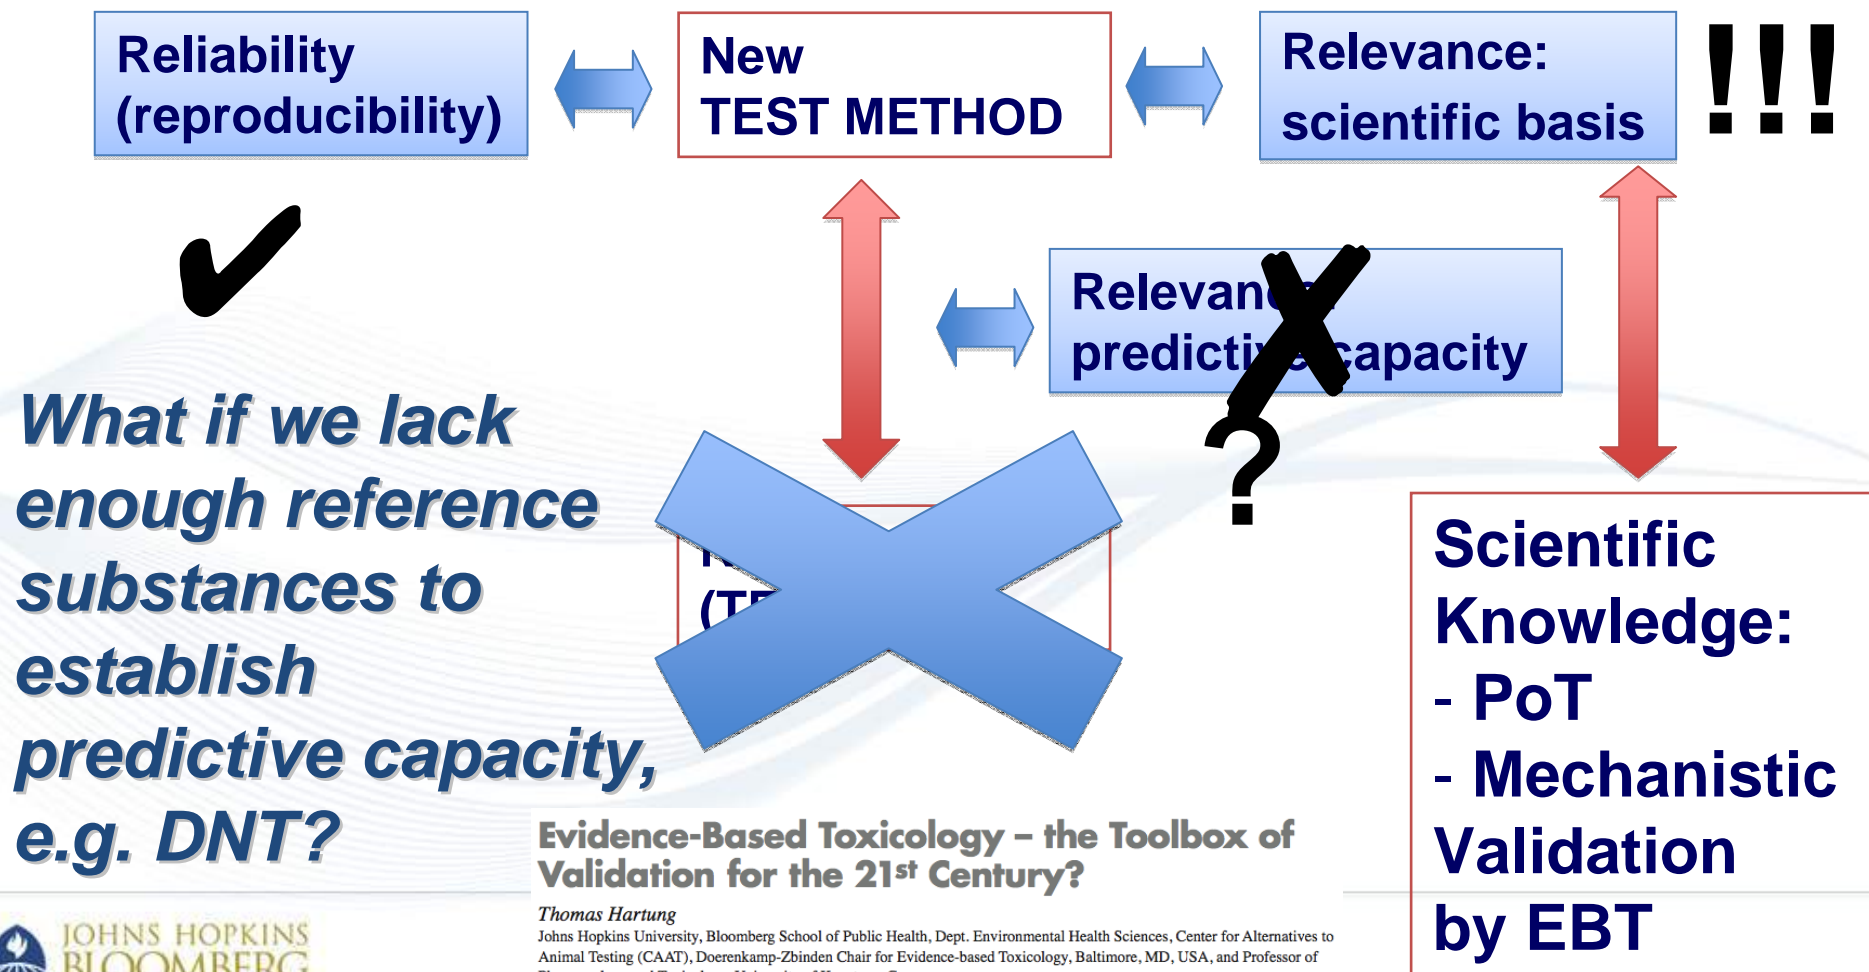 Reliability
(reproducibility)
New
TEST METHOD
Relevance:
scientific basis
!!!
predictive capacity
?
What if we lack
enough reference
substances to
establish
predictive capacity,
e.g. DNT?
Scientific
Knowledge:
- PoT
- Mechanistic
Validation
by EBT
Evidence-Based Toxicology – the Toolbox of
Validation for the 21st Century?
Thomas Hartung
Johns Hopkins University, Bloomberg School of Public Health, Dept. Environmental Health Sciences, Center for Alternatives to
Animal Testing (CAAT), Doerenkamp-Zbinden Chair for Evidence-based Toxicology, Baltimore, MD, USA, and Professor of
JOHNS HOPKINS
BLOOMBERG